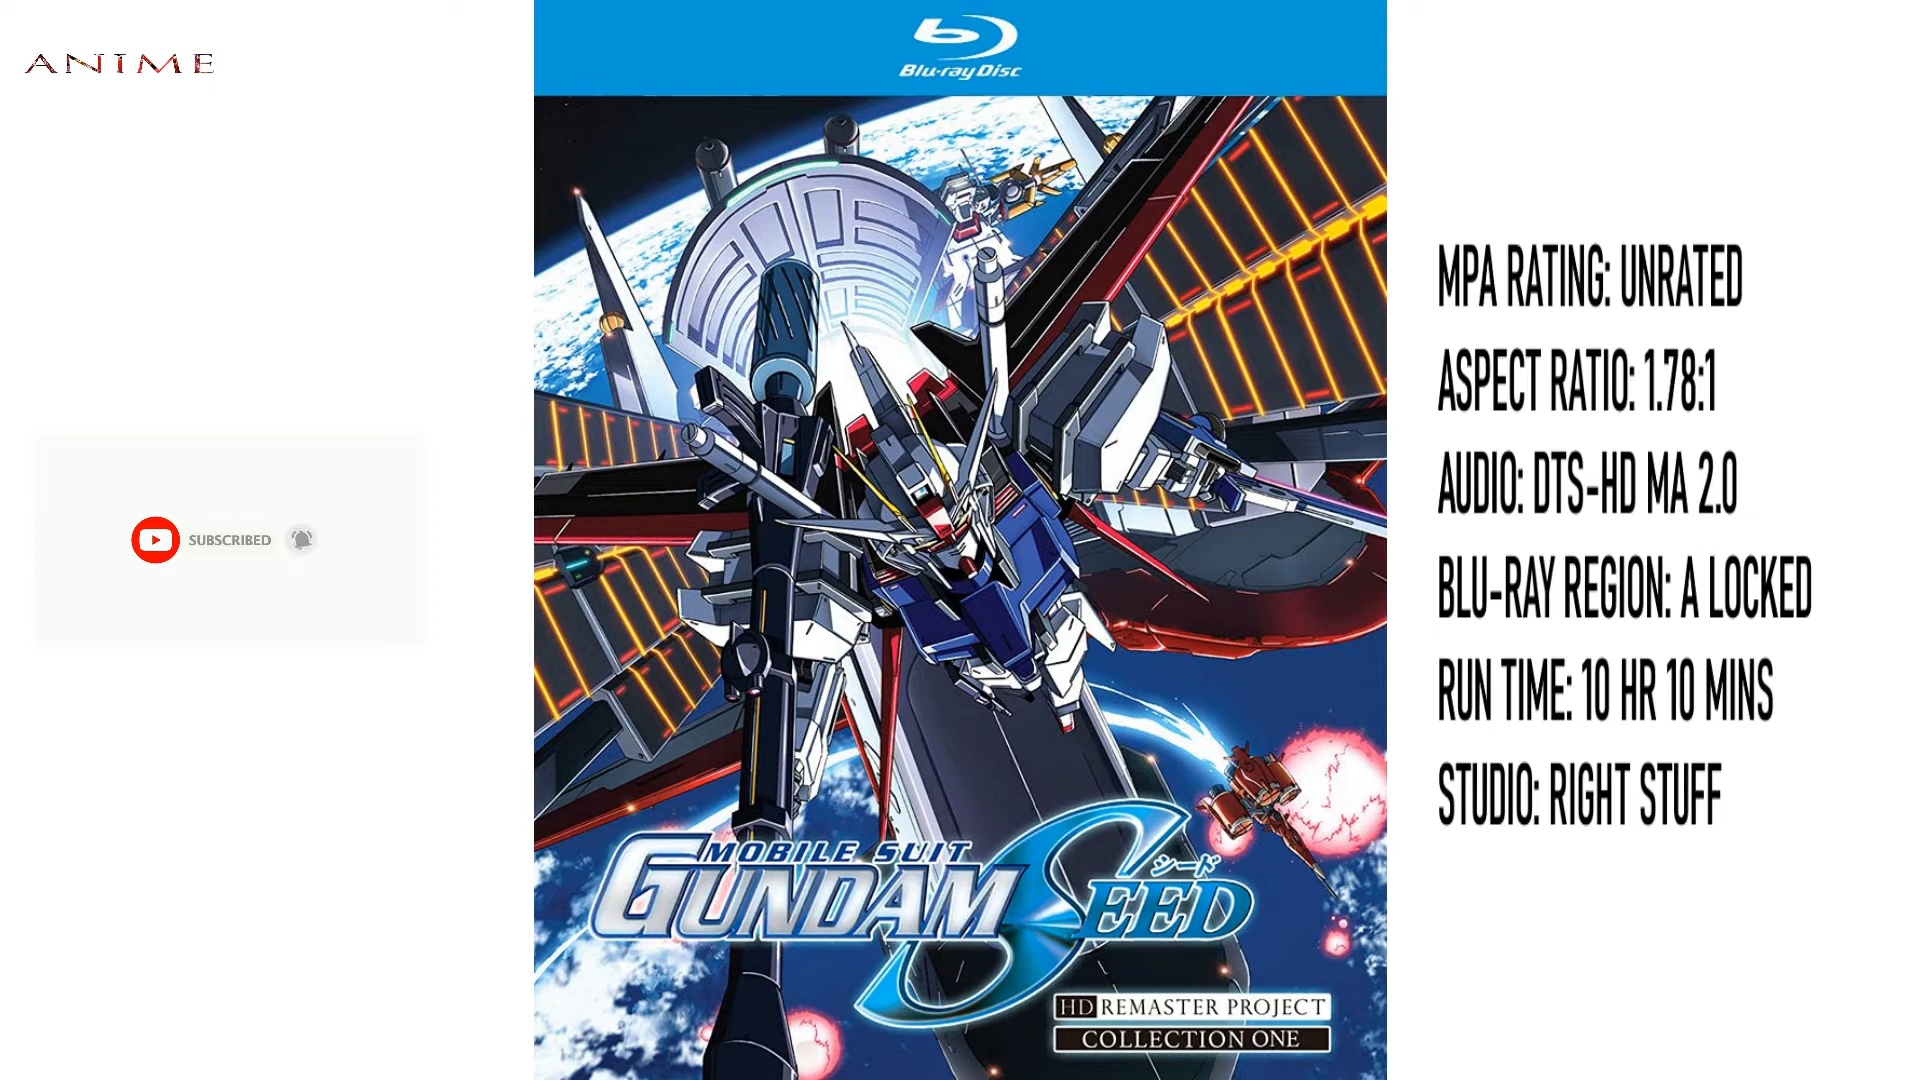 ANIME
SUBSCRIBED
Blu-ray Disc
MOBILE SUIT
GUNDAM SEED
シード
HD REMASTER PROJECT
COLLECTION ONE
MPA RATING: UNRATED
ASPECT RATIO: 1.78:1
AUDIO: DTS-HD MA 2.0
BLU-RAY REGION: A LOCKED
RUN TIME: 10 HR 10 MINS
STUDIO: RIGHT STUFF